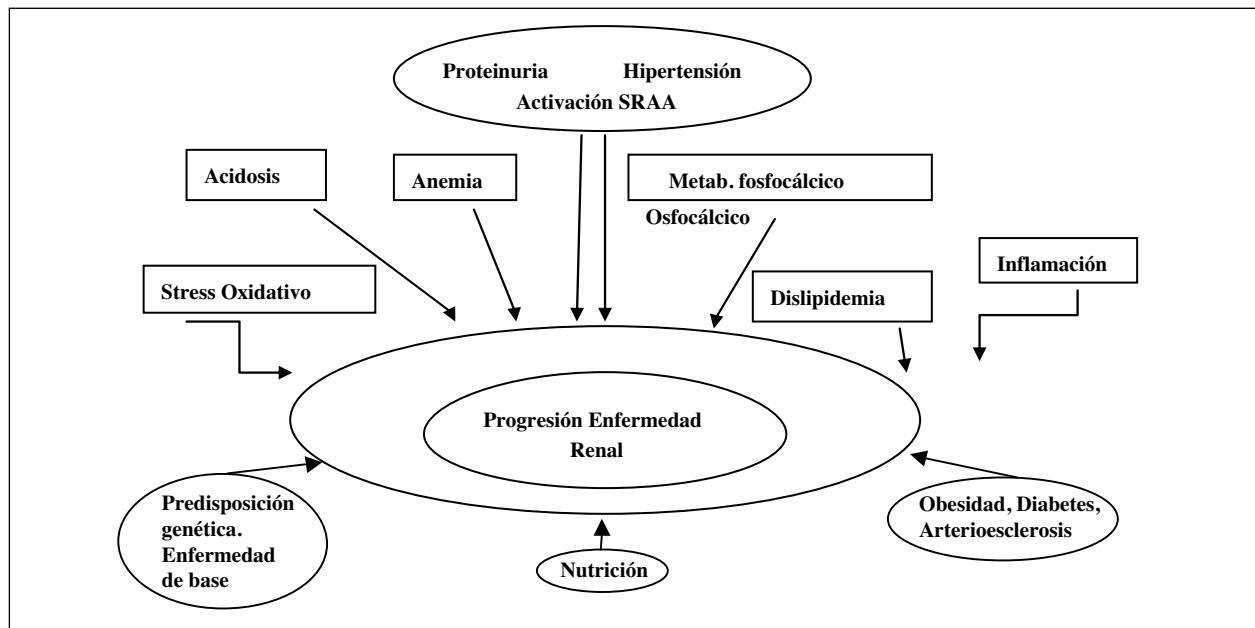 Proteinuria Hipertensión
Activación SRAA
Acidosis
Anemia
Metab. fosfocálcico
Osfocálcico
Inflamación
Stress Oxidativo
Dislipidemia
Progresión Enfermedad
Renal
Predisposición
genética.
Enfermedad
de base
Nutrición
Obesidad, Diabetes,
Arterioesclerosis